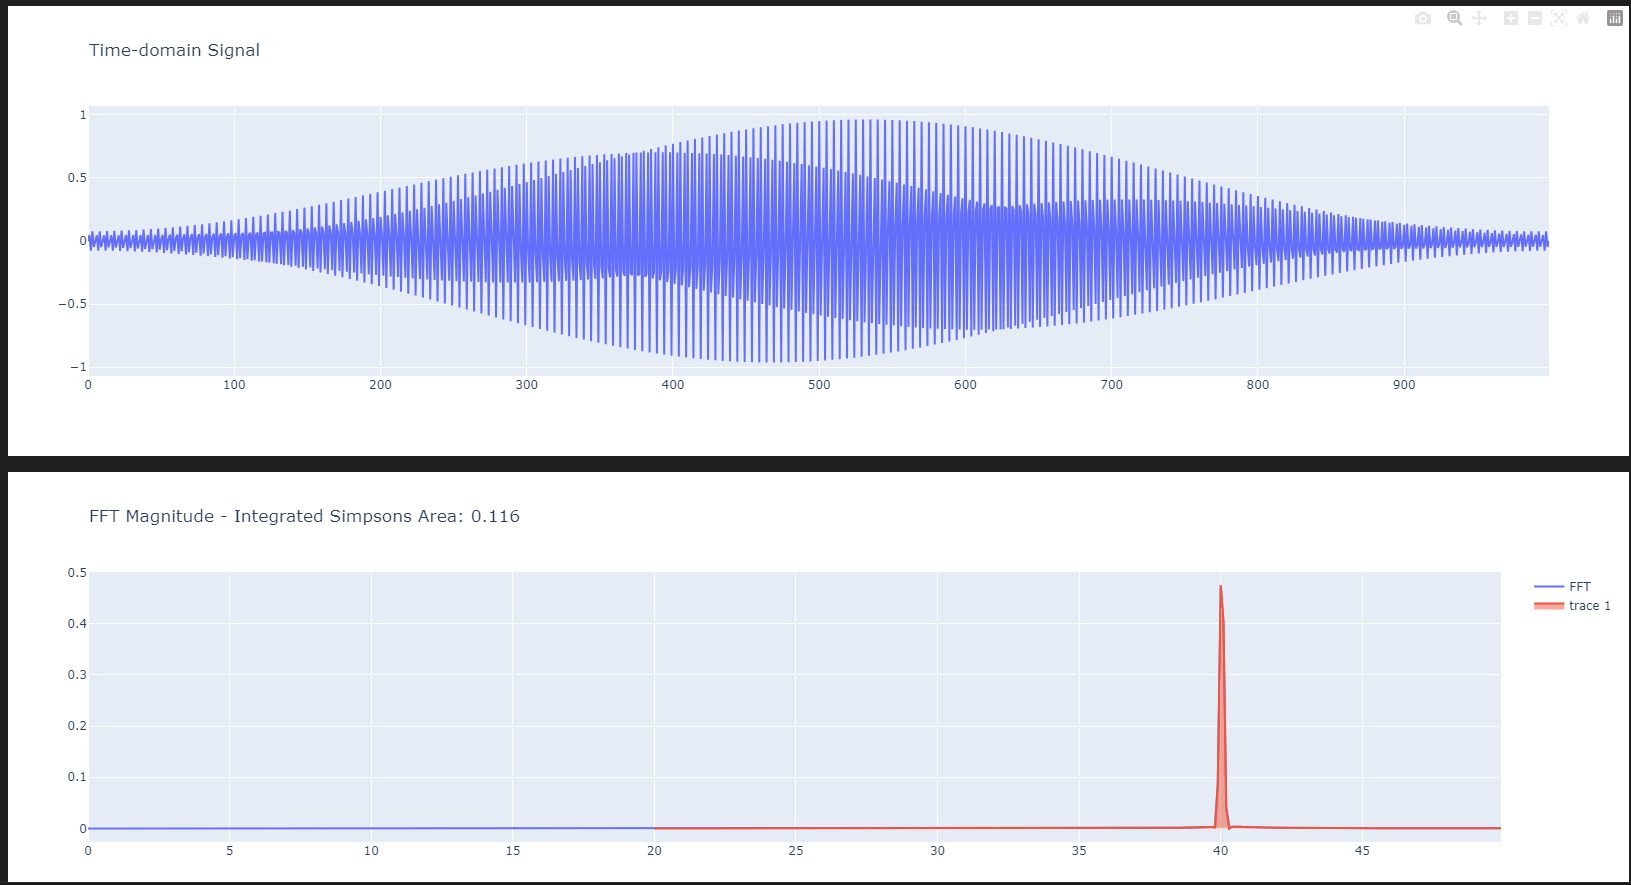 Time-domain Signal
1
0.5
0
−0.5
−1
0 100 200 300 400 500 600 700 800 900
FFT Magnitude - Integrated Simpsons Area: 0.116
0.5
0.4
0.3
0.2
0.1
0
0 5 10 15 20 25 30 35 40 45
FFT
trace 1